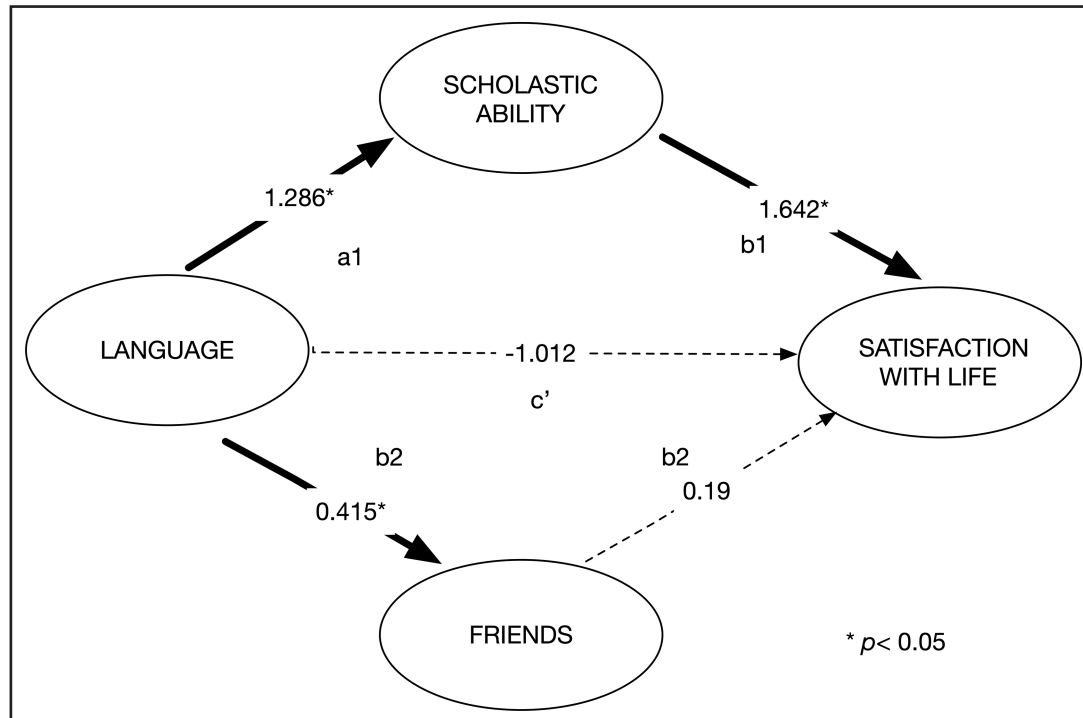 SCHOLASTIC
ABILITY
1.286*
1.642*
a1
b1
LANGUAGE
-1.012
SATISFACTION
WITH LIFE
c’
b2
b2
0.415*
0.19
FRIENDS
* p< 0.05